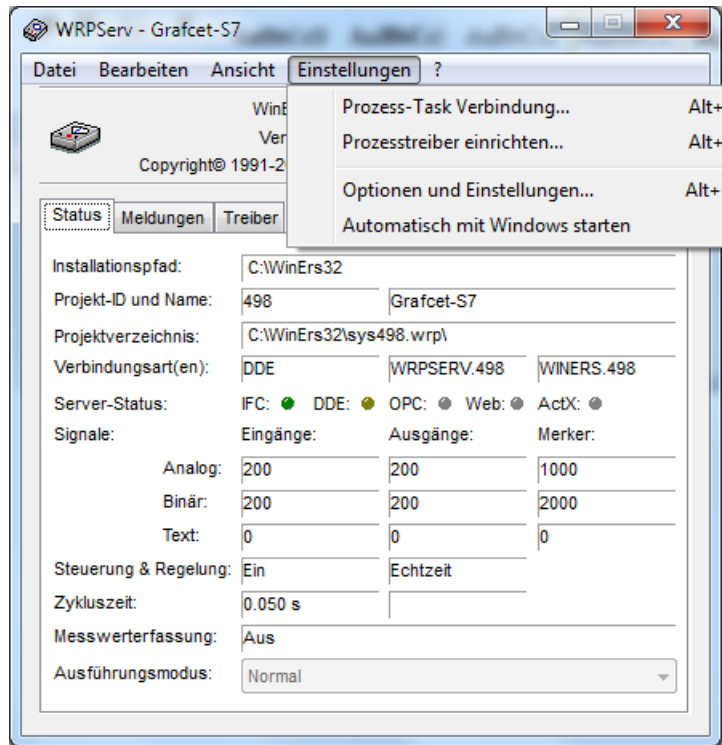 WRPServ - Grafcet-S7
Datei Bearbeiten Ansicht Einstellungen ?
Prozess-Task Verbindung... Alt+
Prozesstreiber einrichten... Alt+
Optionen und Einstellungen... Alt+
Automatisch mit Windows starten
WinE
Ver
Copyright© 1991-2
Status Meldungen Treiber
Installationspfad: C:\WinErs32
Projekt-ID und Name: 498 Grafcet-S7
Projektverzeichnis: C:\WinErs32\sys498.wrp\
Verbindungsart(en): DDE WRPSERV.498 WINERS.498
Server-Status: IFC: DDE: OPC: Web: ActX:
Signale: Eingänge: Ausgänge: Merker:
Analog: 200 200 1000
Binär: 200 200 2000
Text: 0 0 0
Steuerung & Regelung: Ein Echtzeit
Zykluszeit: 0.050 s
Messwerterfassung: Aus
Ausführungsmodus: Normal